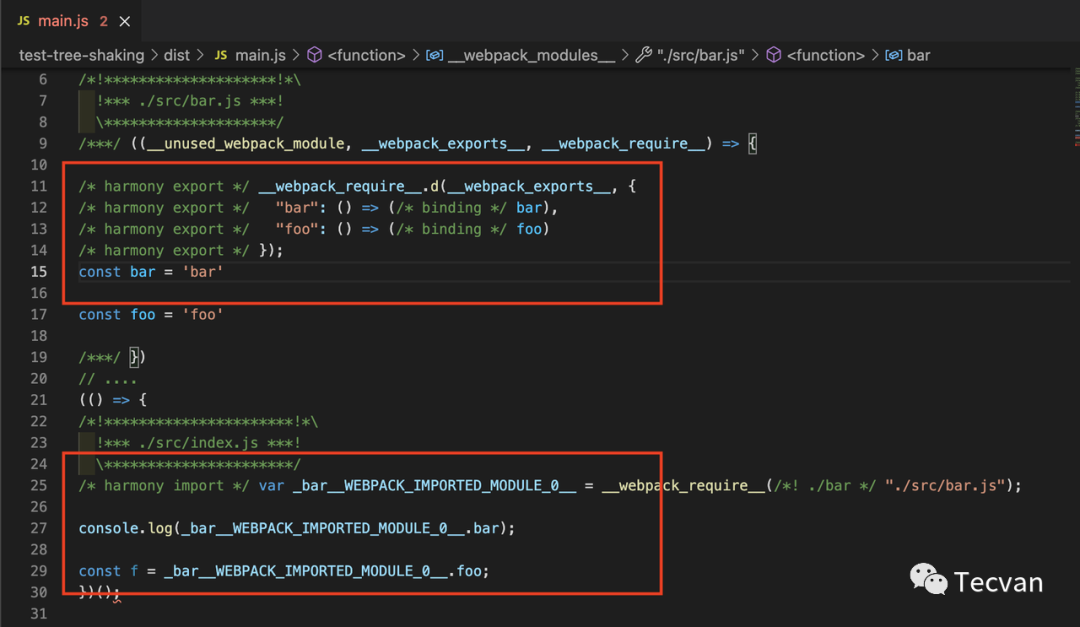 JS main.js 2 ×
test-tree-shaking > dist > JS main.js > <function> > __webpack_modules__ > "./src/bar.js" > <function> > bar
6 /*!*********************!*\
7 !*** ./src/bar.js ***!
8 \*********************/
9 /***/ ((__unused_webpack_module, __webpack_exports__, __webpack_require__) => {
10
11 /* harmony export */ __webpack_require__.d(__webpack_exports__, {
12 /* harmony export */   "bar": () => (/* binding */ bar),
13 /* harmony export */   "foo": () => (/* binding */ foo)
14 /* harmony export */ });
15 const bar = 'bar'
16
17 const foo = 'foo'
18
19 /***/ })
20 // ....
21 (() => {
22 /*!***********************!*\
23 !*** ./src/index.js ***!
24 \***********************/
25 /* harmony import */ var _bar__WEBPACK_IMPORTED_MODULE_0__ = __webpack_require__(/*! ./bar */ "./src/bar.js");
26
27 console.log(_bar__WEBPACK_IMPORTED_MODULE_0__.bar);
28
29 const f = _bar__WEBPACK_IMPORTED_MODULE_0__.foo;
30 })();
31
Tecvan